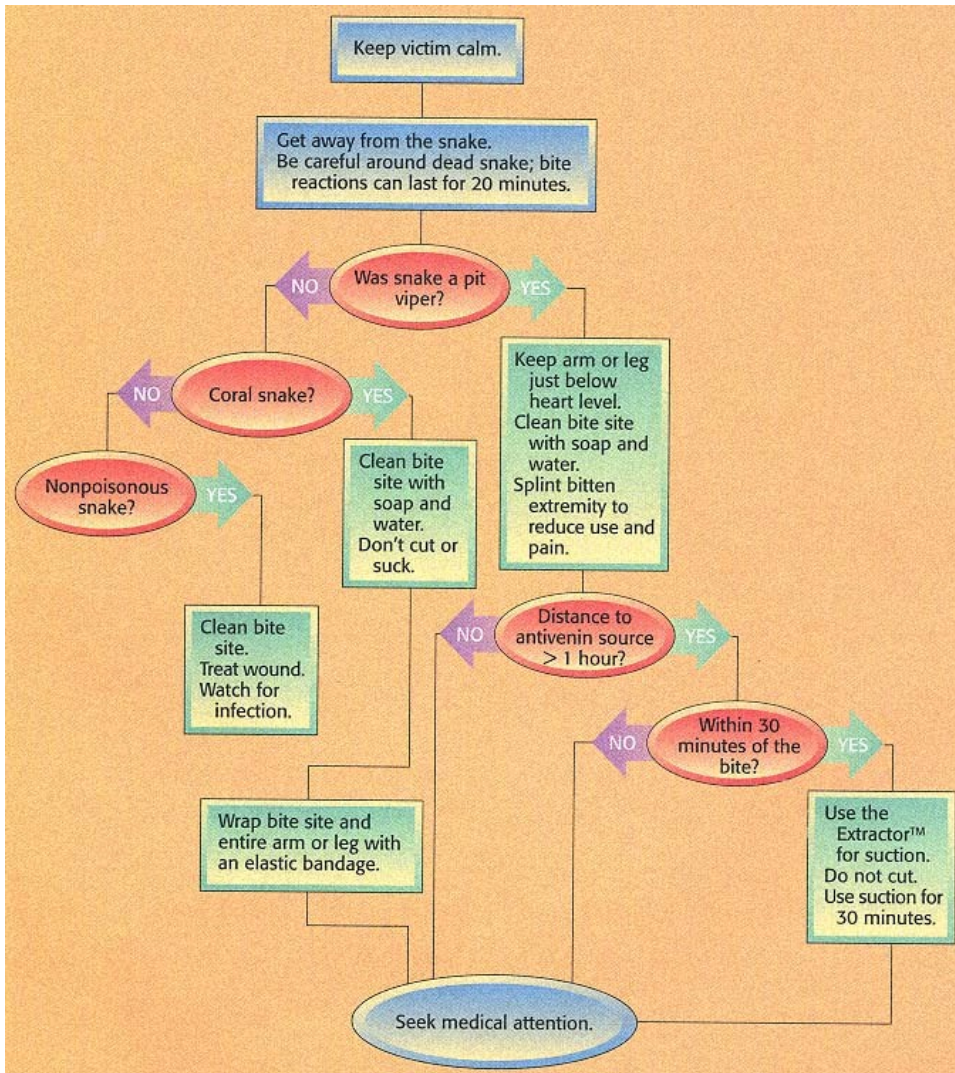 Keep victim calm.
Get away from the snake.
Be careful around dead snake; bite
reactions can last for 20 minutes.
NO
Was snake a pit
viper?
YES
NO
Coral snake?
YES
Keep arm or leg
just below
heart level.
Clean bite site
with soap and
water.
Splint bitten
extremity to
reduce use and
pain.
Nonpoisonous
snake?
YES
Clean bite
site with
soap and
water.
Don't cut or
suck.
Clean bite
site.
Treat wound.
Watch for
infection.
NO
Distance to
antivenin source
> 1 hour?
YES
NO
Within 30
minutes of the
bite?
YES
Wrap bite site and
entire arm or leg with
an elastic bandage.
Use the
Extractor™
for suction.
Do not cut.
Use suction for
30 minutes.
Seek medical attention.